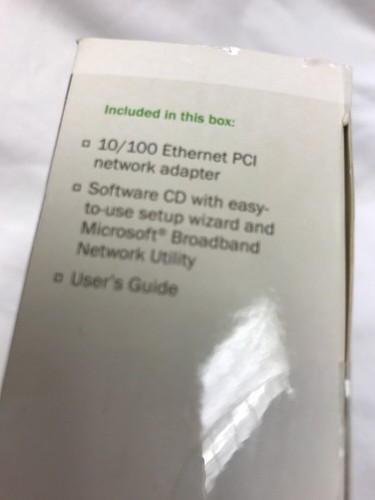 Included in this box:
10/100 Ethernet PCI
network adapter
Software CD with easy-
to-use setup wizard and
Microsoft® Broadband
Network Utility
User's Guide